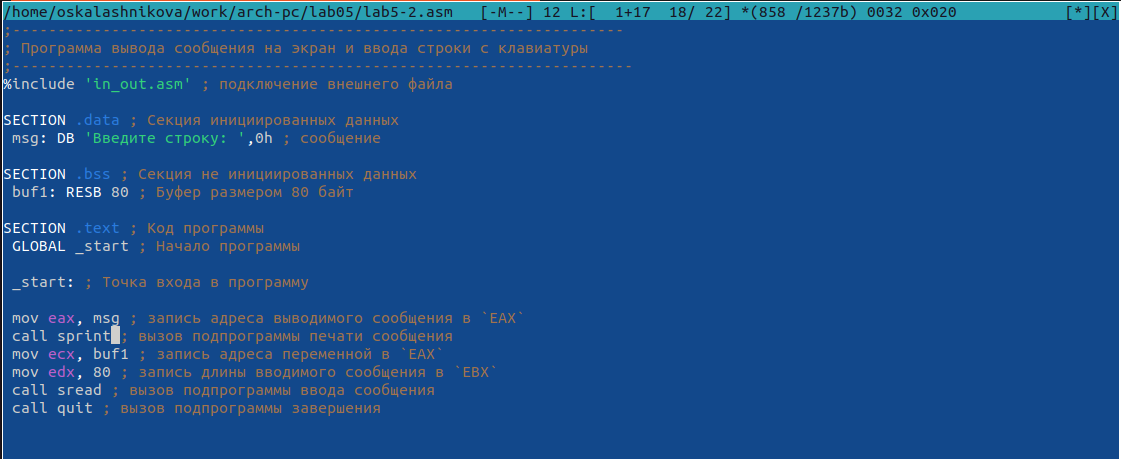 /home/oskalashnikova/work/arch-pc/lab05/lab5-2.asm [-M--] 12 L:[ 1+17 18/ 22] *(858 /1237b) 0032 0x020 [*][X]
;--------------------------------------------------------------------
; Программа вывода сообщения на экран и ввода строки с клавиатуры
;---------------------------------------------------------------------
%include 'in_out.asm' ; подключение внешнего файла
SECTION .data ; Секция инициированных данных
msg: DB 'Введите строку: ',0h ; сообщение
SECTION .bss ; Секция не инициированных данных
buf1: RESB 80 ; Буфер размером 80 байт
SECTION .text ; Код программы
GLOBAL _start ; Начало программы
_start: ; Точка входа в программу
mov eax, msg ; запись адреса выводимого сообщения в `EAX`
call sprint ; вызов подпрограммы печати сообщения
mov ecx, buf1 ; запись адреса переменной в `EAX`
mov edx, 80 ; запись длины вводимого сообщения в `EBX`
call sread ; вызов подпрограммы ввода сообщения
call quit ; вызов подпрограммы завершения